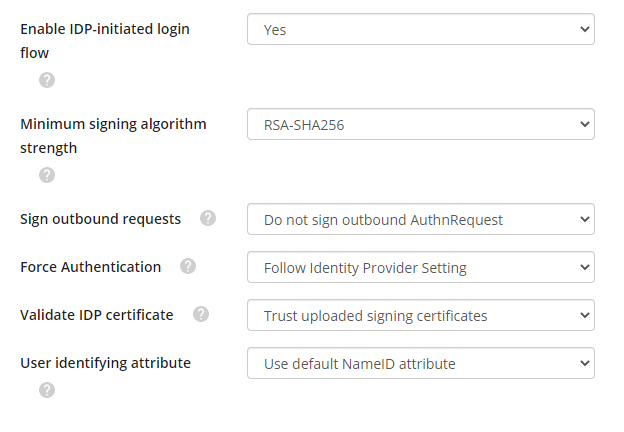 Enable IDP-initiated login
flow
Yes
?
Minimum signing algorithm
strength
RSA-SHA256
?
Sign outbound requests ? Do not sign outbound AuthnRequest
Force Authentication ? Follow Identity Provider Setting
Validate IDP certificate ? Trust uploaded signing certificates
User identifying attribute Use default NameID attribute
?